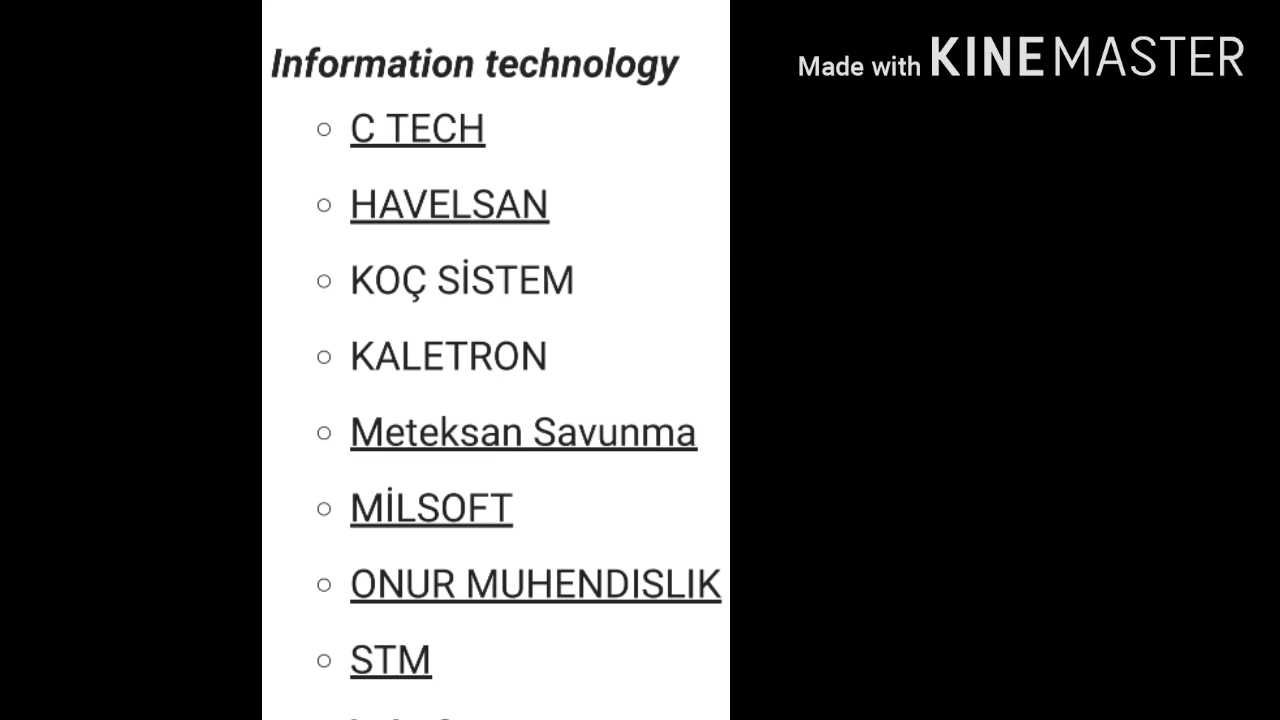 Information technology
Made with KINEMASTER
C TECH
HAVELSAN
KOÇ SİSTEM
KALETRON
Meteksan Savunma
MİLSOFT
ONUR MUHENDISLIK
STM